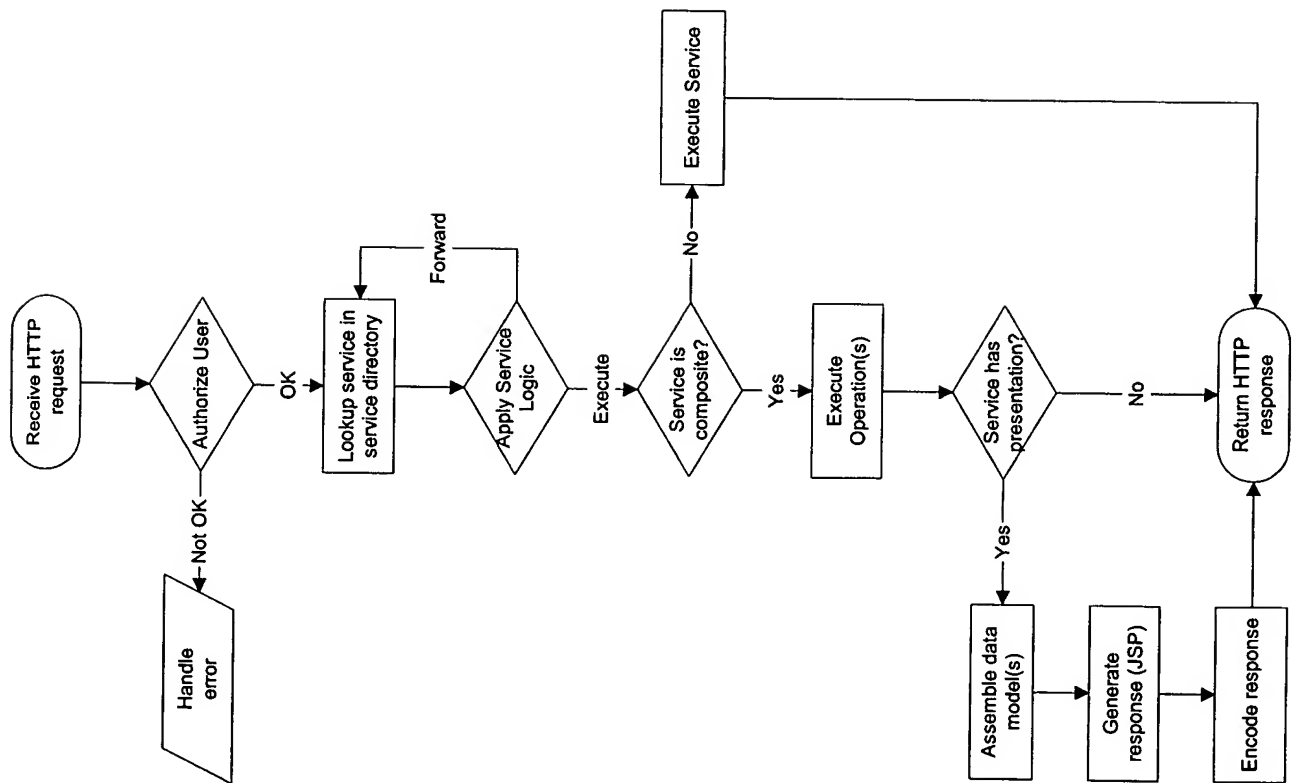 Receive HTTP
request
Authorize User
Not OK
Handle
error
OK
Lookup service in
service directory
Forward
Apply Service
Logic
Execute
Service is
composite?
No
Execute Service
Yes
Execute
Operation(s)
Service has
presentation?
Yes
No
Assemble data
model(s)
Generate
response (JSP)
Encode response
Return HTTP
response